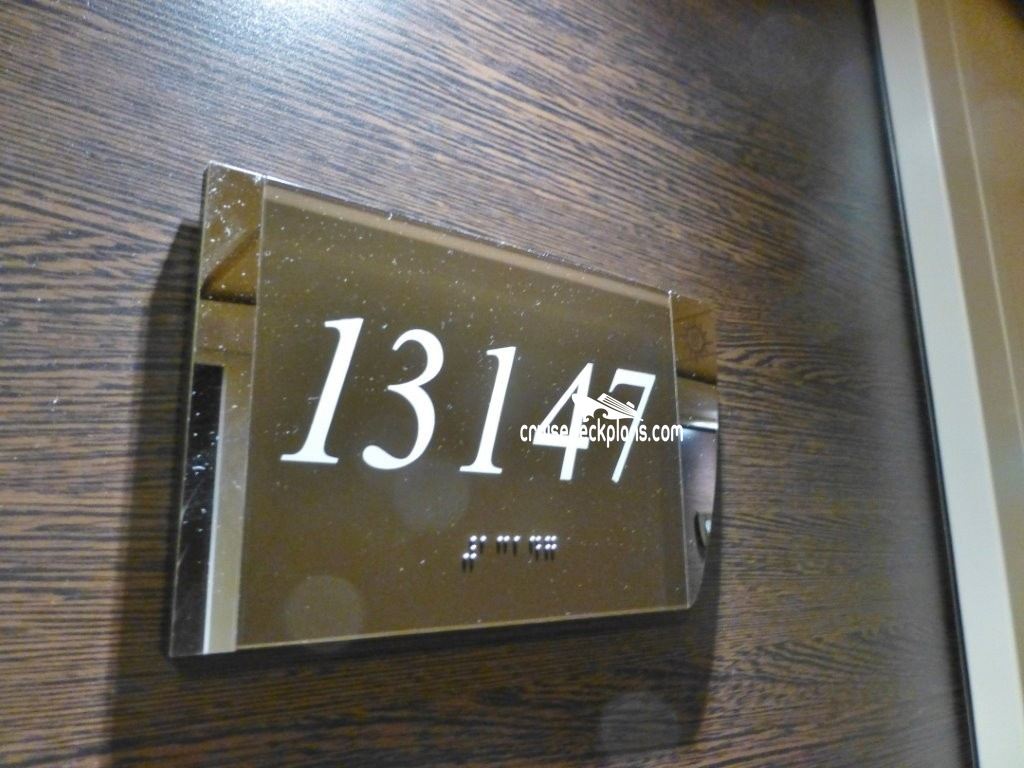 13147
cruisedeckplans.com
⠼⠁⠉⠁⠙⠛